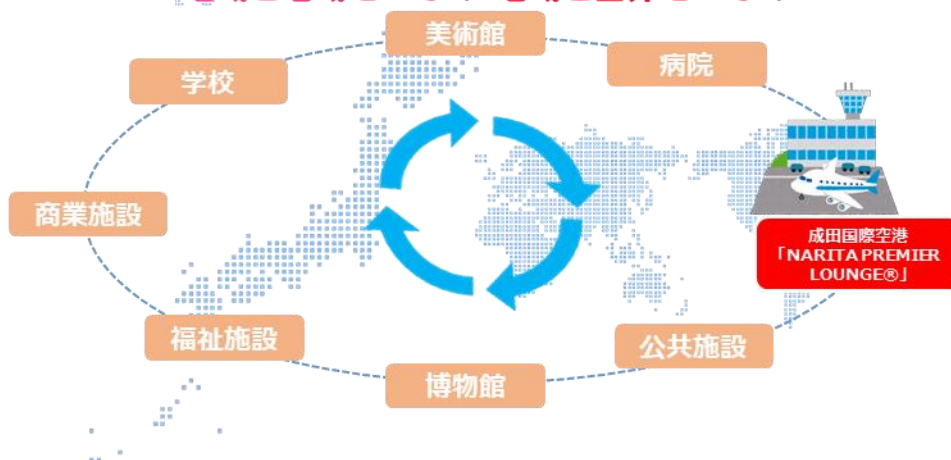 美術館
学校
病院
商業施設
成田国際空港
「NARITA PREMIER
LOUNGE®」
福祉施設
公共施設
博物館